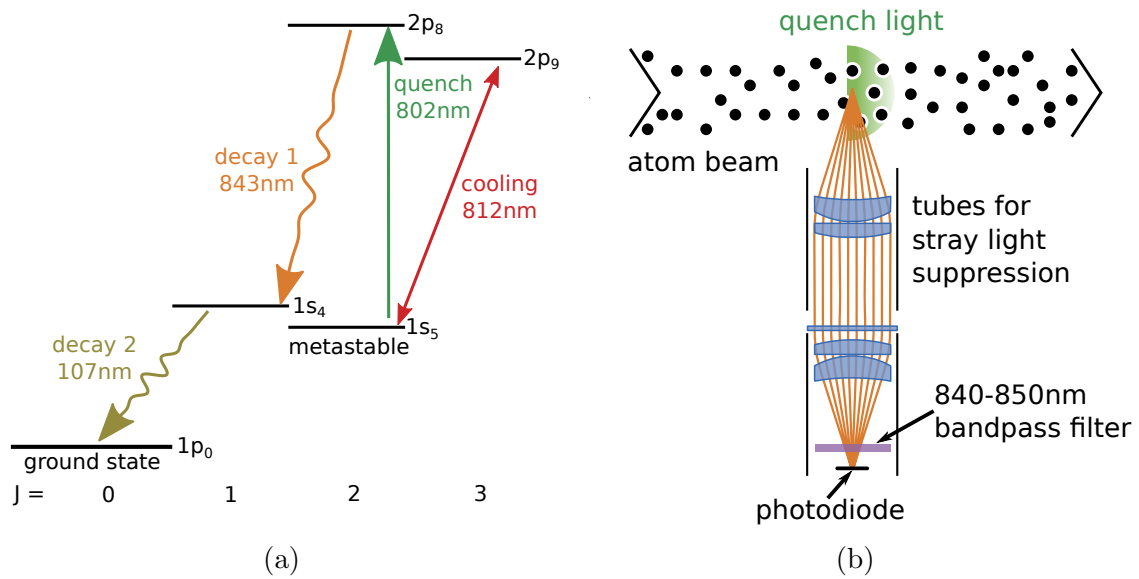 2p8
2p9
quench
802nm
decay 1
843nm
cooling
812nm
1s4
1s5
metastable
decay 2
107nm
1p0
ground state
J = 0 1 2 3
(a)
quench light
atom beam
tubes for
stray light
suppression
840-850nm
bandpass filter
photodiode
(b)